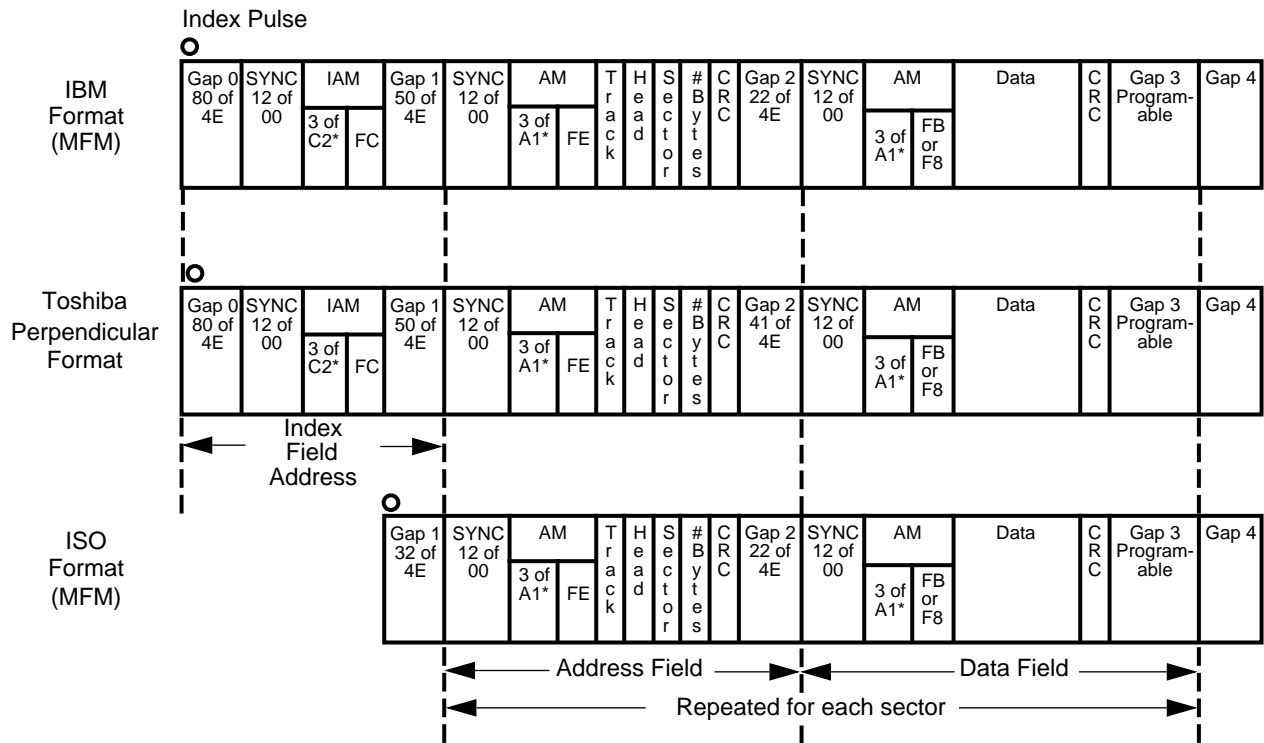 Index Pulse
IBM
Format
(MFM)
Gap 0
80 of
4E
SYNC
12 of
00
IAM
3 of
C2*
FC
Gap 1
50 of
4E
SYNC
12 of
00
AM
3 of
A1*
FE
Track
Head
Sector
#Bytes
CRC
Gap 2
22 of
4E
SYNC
12 of
00
AM
3 of
A1*
FB
or
F8
Data
CRC
Gap 3
Program-
able
Gap 4
Toshiba
Perpendicular
Format
Gap 0
80 of
4E
SYNC
12 of
00
IAM
3 of
C2*
FC
Gap 1
50 of
4E
SYNC
12 of
00
AM
3 of
A1*
FE
Track
Head
Sector
#Bytes
CRC
Gap 2
41 of
4E
SYNC
12 of
00
AM
3 of
A1*
FB
or
F8
Data
CRC
Gap 3
Program-
able
Gap 4
Index
Field
Address
ISO
Format
(MFM)
Gap 1
32 of
4E
SYNC
12 of
00
AM
3 of
A1*
FE
Track
Head
Sector
#Bytes
CRC
Gap 2
22 of
4E
SYNC
12 of
00
AM
3 of
A1*
FB
or
F8
Data
CRC
Gap 3
Program-
able
Gap 4
Address Field
Data Field
Repeated for each sector